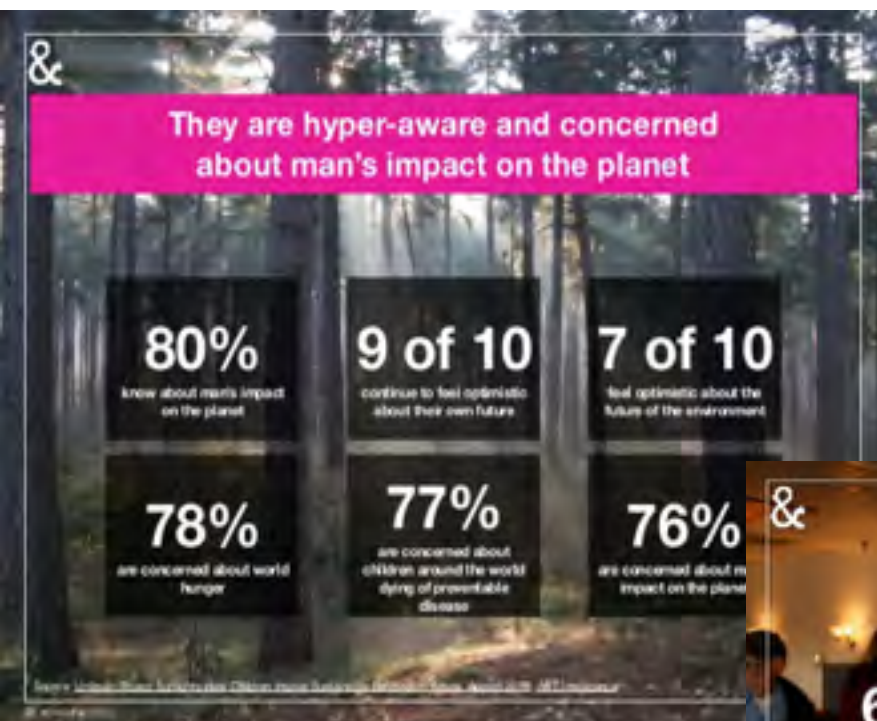 &
They are hyper-aware and concerned
about man's impact on the planet
80%
know about man's impact
on the planet
9 of 10
continue to feel optimistic
about their own future
7 of 10
feel optimistic about the
future of the environment
78%
are concerned about world
hunger
77%
are concerned about
children around the world
dying of preventable
disease
76%
are concerned about
impact on the
&